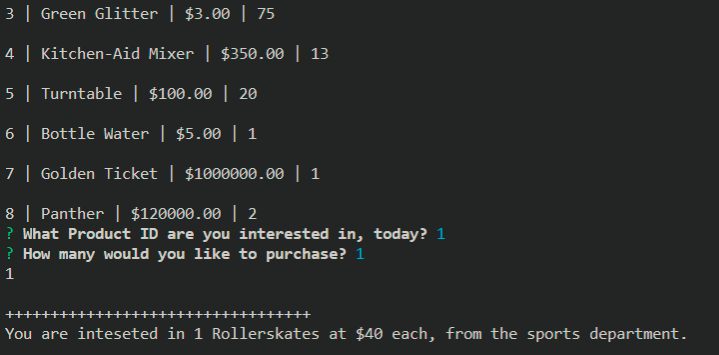 3 | Green Glitter | $3.00 | 75
4 | Kitchen-Aid Mixer | $350.00 | 13
5 | Turntable | $100.00 | 20
6 | Bottle Water | $5.00 | 1
7 | Golden Ticket | $1000000.00 | 1
8 | Panther | $120000.00 | 2
? What Product ID are you interested in, today? 1
? How many would you like to purchase? 1
1
++++++++++++++++++++++++++++++++++
You are inteseted in 1 Rollerskates at $40 each, from the sports department.